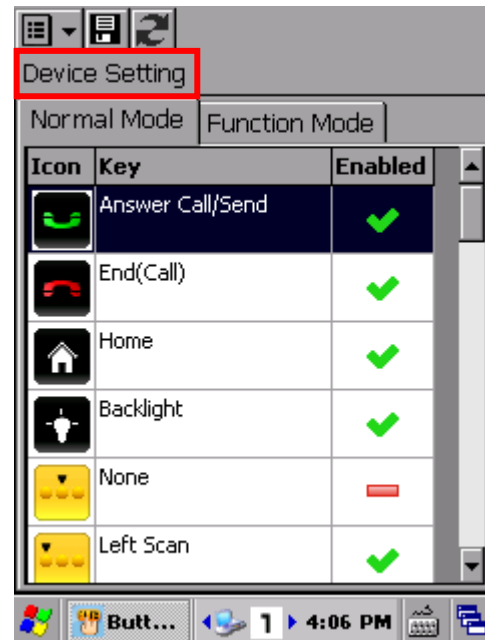 Device Setting
Normal Mode Function Mode
Icon Key Enabled
Answer Call/Send
End(Call)
Home
Backlight
None
Left Scan
Butt... 1 4:06 PM